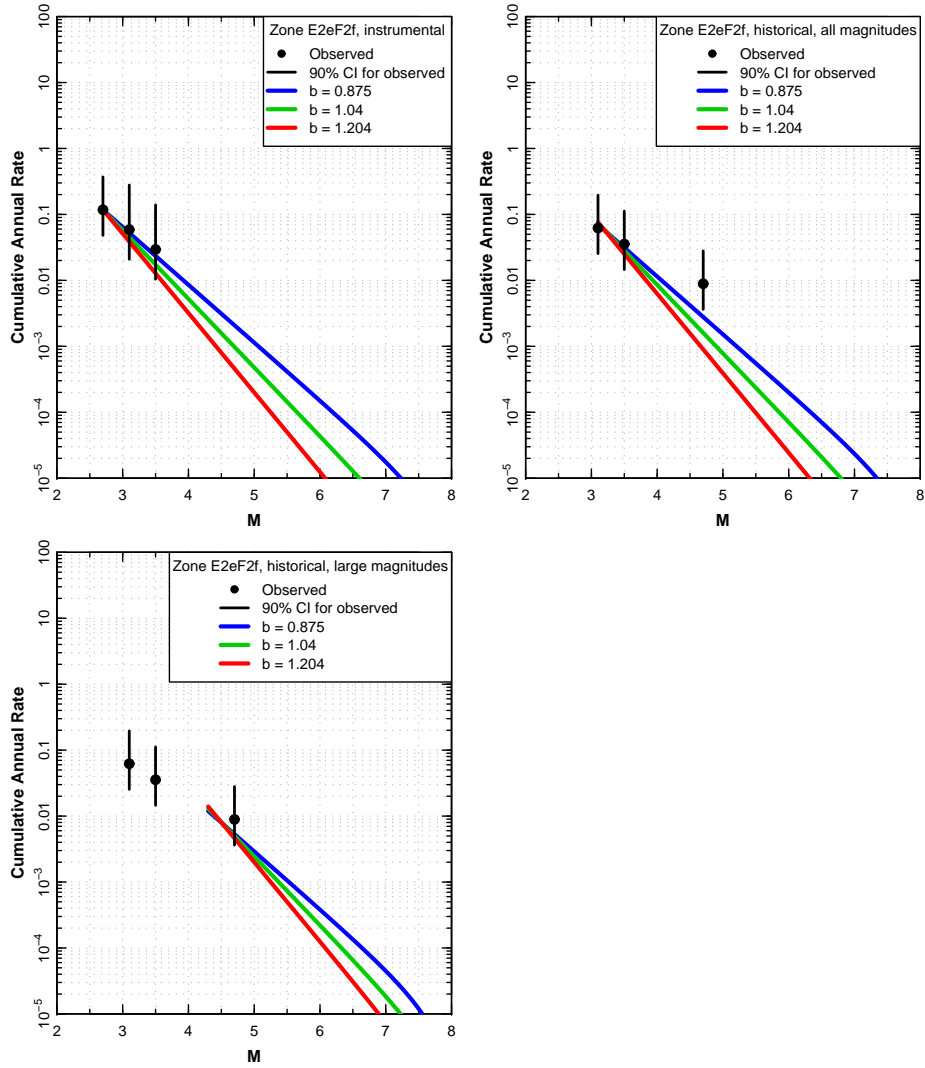 Zone E2eF2f, instrumental
Observed
90% CI for observed
b = 0.875
b = 1.04
b = 1.204
Cumulative Annual Rate
100
10
1
0.1
0.01
10⁻³
10⁻⁴
10⁻⁵
2 3 4 5 6 7 8
M
Zone E2eF2f, historical, all magnitudes
Observed
90% CI for observed
b = 0.875
b = 1.04
b = 1.204
Cumulative Annual Rate
100
10
1
0.1
0.01
10⁻³
10⁻⁴
10⁻⁵
2 3 4 5 6 7 8
M
Zone E2eF2f, historical, large magnitudes
Observed
90% CI for observed
b = 0.875
b = 1.04
b = 1.204
Cumulative Annual Rate
100
10
1
0.1
0.01
10⁻³
10⁻⁴
10⁻⁵
2 3 4 5 6 7 8
M